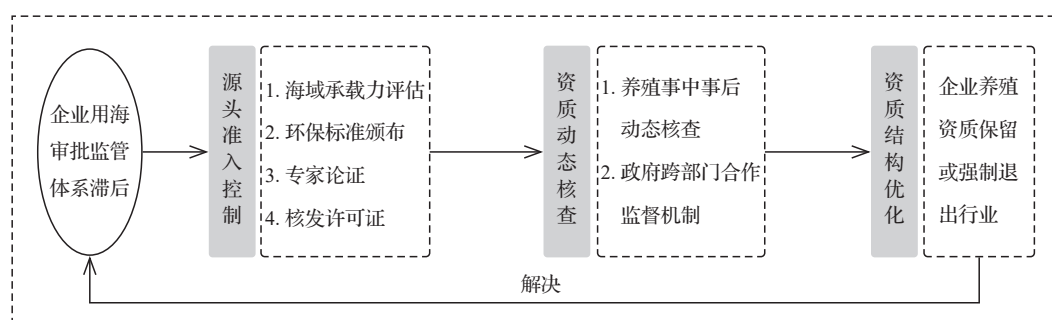 企业用海
审批监管
体系滞后
源头准入控制
1. 海域承载力评估
2. 环保标准颁布
3. 专家论证
4. 核发许可证
资质动态核查
1. 养殖事中事后
动态核查
2. 政府跨部门合作
监督机制
资质结构优化
企业养殖
资质保留
或强制退
出行业
解决